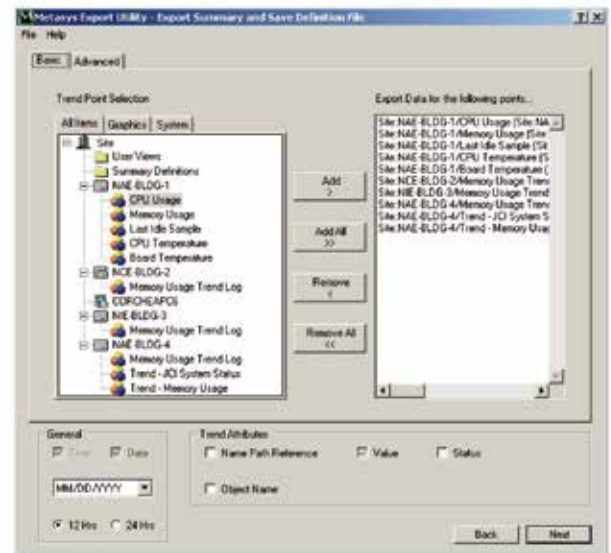 Metasys Export Utility - Export Summary and Save Definition File
File Help
Basic Advanced
Trend Point Selection
All Items Graphics System
Site
User Views
Summary Definitions
NAE-BLDG-1
CPU Usage
Memory Usage
Last Idle Sample
CPU Temperature
Board Temperature
NCE-BLDG-2
Memory Usage Trend Log
NIE-BLDG-3
Memory Usage Trend Log
NAE-BLDG-4
Memory Usage Trend Log
Trend - JCI System Status
Trend - Memory Usage
Add
>
Add All
>>
Remove
<
Remove All
<<
Export Data for the following points...
Site:NAE-BLDG-1/CPU Usage (Site:NA
Site:NAE-BLDG-1/Memory Usage (Site
Site:NAE-BLDG-1/Last Idle Sample (Sit
Site:NAE-BLDG-1/CPU Temperature (S
Site:NAE-BLDG-1/Board Temperature (
Site:NCE-BLDG-2/Memory Usage Trend
Site:NIE-BLDG-3/Memory Usage Trend
Site:NAE-BLDG-4/Memory Usage Trend
Site:NAE-BLDG-4/Trend - JCI System S
Site:NAE-BLDG-4/Trend - Memory Usag
General
Time Date
MM/DD/YYYY
12 Hrs 24 Hrs
Trend Attributes
Name Path Reference Value Status
Object Name
Back Next